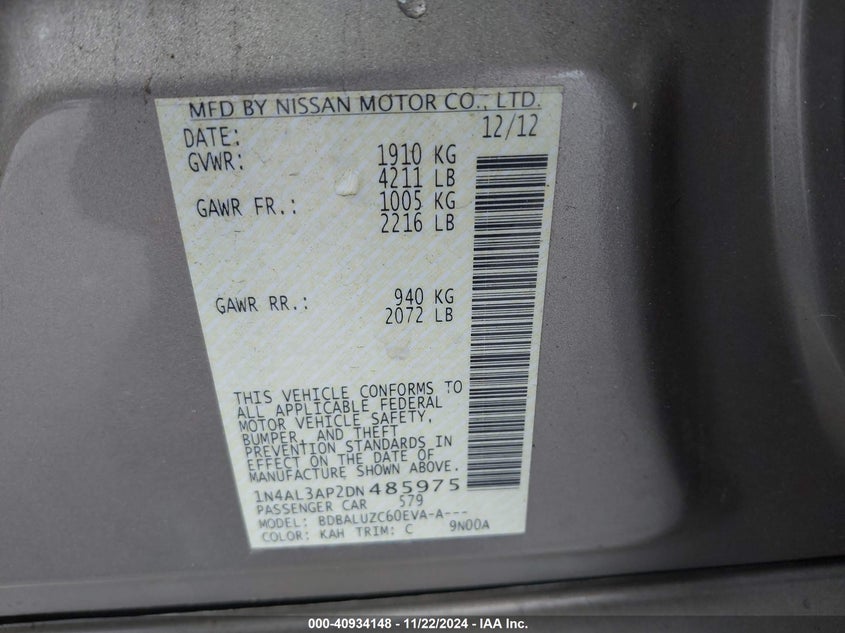 MFD BY NISSAN MOTOR CO., LTD.
DATE: 12/12
GVWR: 1910 KG
4211 LB
GAWR FR.: 1005 KG
2216 LB
GAWR RR.: 940 KG
2072 LB
THIS VEHICLE CONFORMS TO
ALL APPLICABLE FEDERAL
MOTOR VEHICLE SAFETY,
BUMPER, AND THEFT
PREVENTION STANDARDS IN
EFFECT ON THE DATE OF
MANUFACTURE SHOWN ABOVE.
1N4AL3AP2DN 485975
PASSENGER CAR 579
MODEL: BDBALUZC60EVA-A---
COLOR: KAH TRIM: C 9N00A
000-40934148 - 11/22/2024 - IAA Inc.